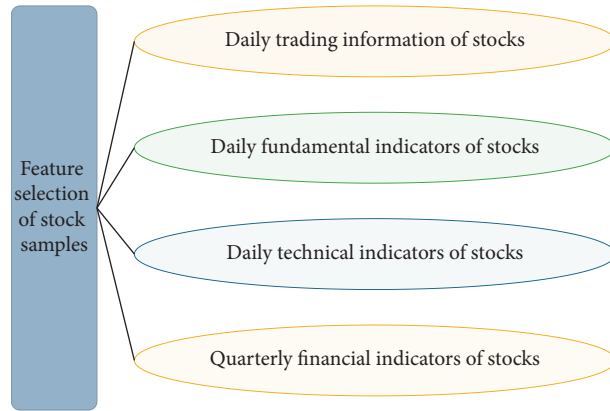 Feature
selection
of stock
samples
Daily trading information of stocks
Daily fundamental indicators of stocks
Daily technical indicators of stocks
Quarterly financial indicators of stocks